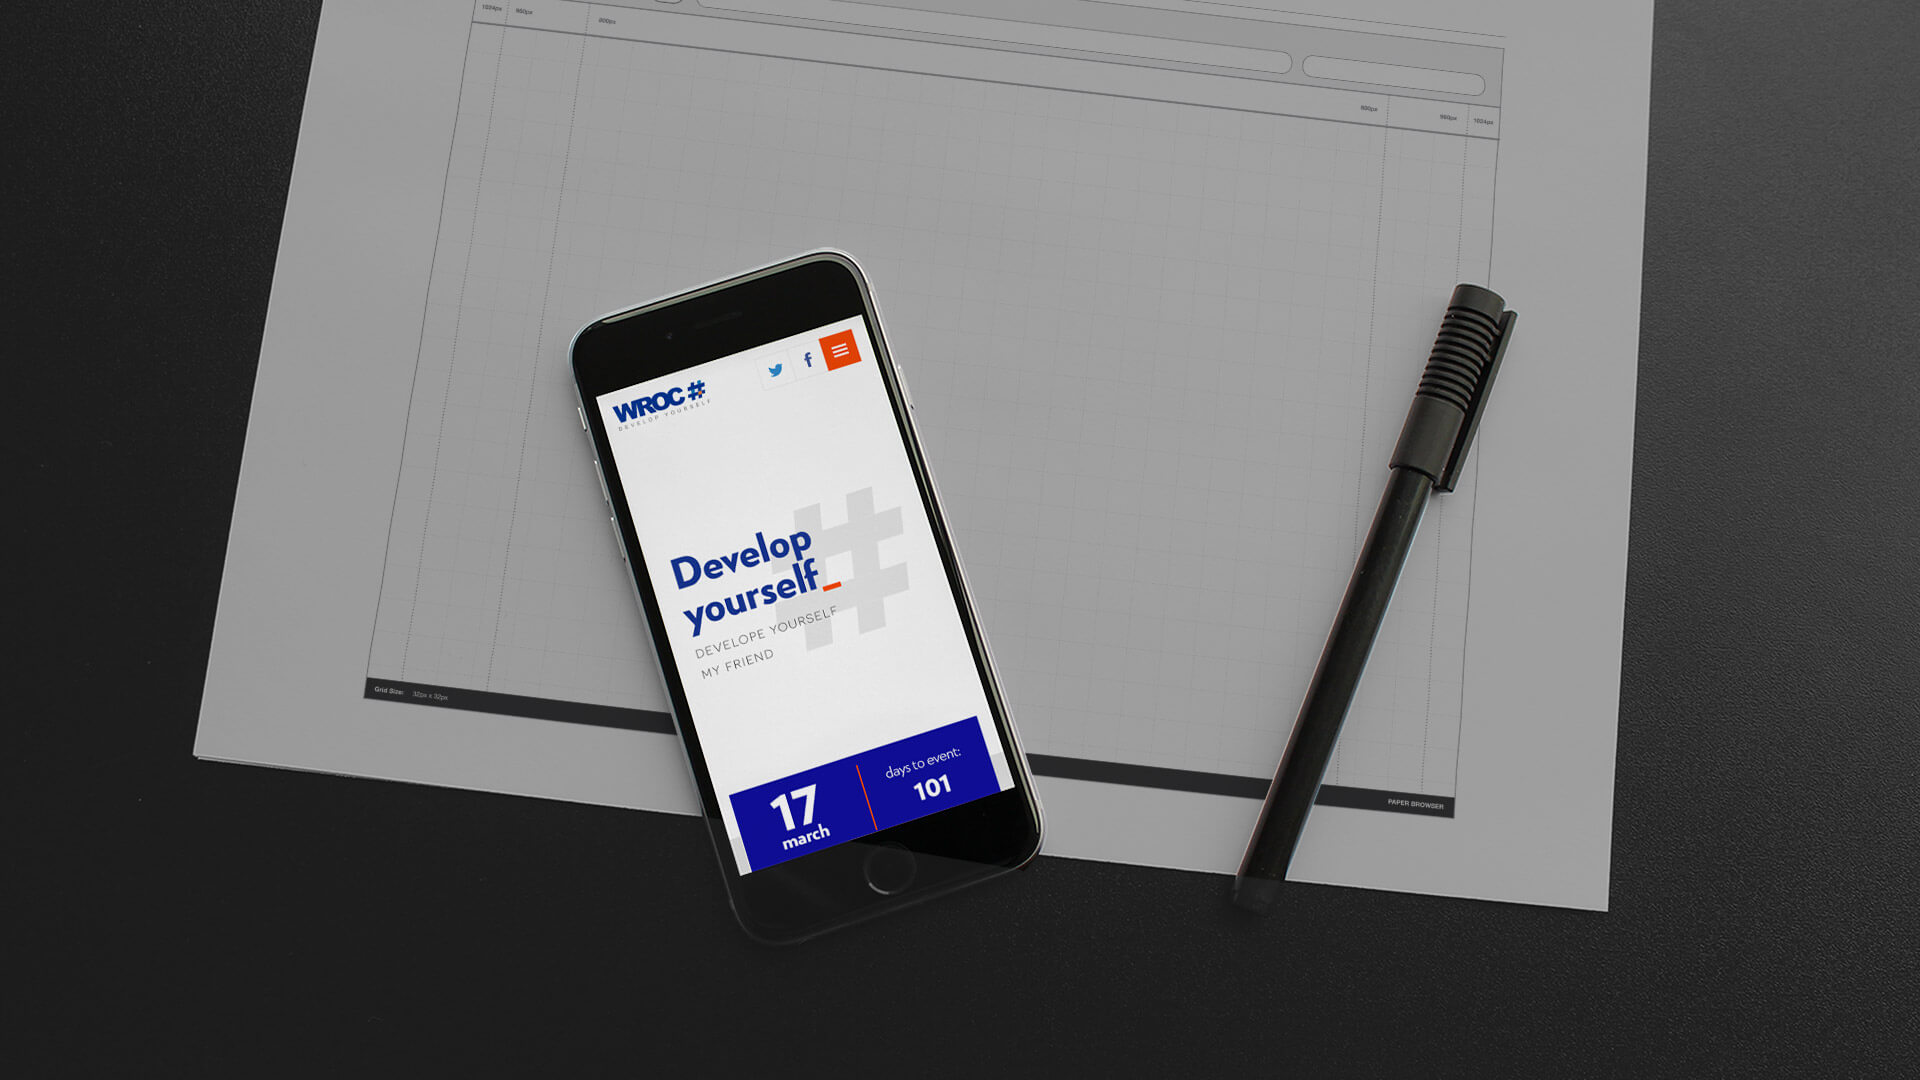 1024px 960px 800px
800px 960px 1024px
WROC#
DEVELOP YOURSELF
Develop
yourself_
DEVELOPE YOURSELF
MY FRIEND
17
march
days to event:
101
Grid Size: 32px x 32px
PAPER BROWSER